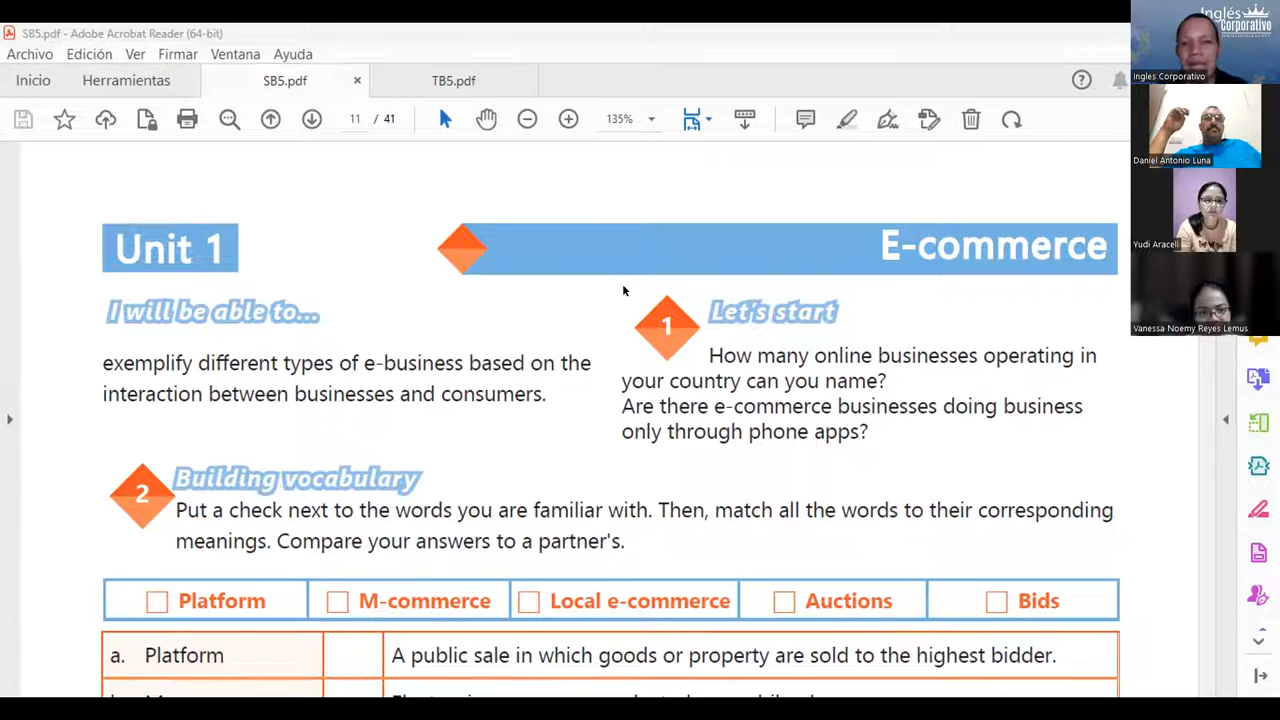 SB5.pdf - Adobe Acrobat Reader (64-bit)
Archivo Edición Ver Firmar Ventana Ayuda
Inicio Herramientas SB5.pdf × TB5.pdf
11 / 41 135%
Unit 1
E-commerce
I will be able to...
exemplify different types of e-business based on the
interaction between businesses and consumers.
1
Let's start
How many online businesses operating in
your country can you name?
Are there e-commerce businesses doing business
only through phone apps?
2
Building vocabulary
Put a check next to the words you are familiar with. Then, match all the words to their corresponding
meanings. Compare your answers to a partner's.
Platform M-commerce Local e-commerce Auctions Bids
a. Platform A public sale in which goods or property are sold to the highest bidder.
Inglés
Corporativo
Ingles Corporativo
Daniel Antonio Luna
Yudi Araceli
Vanessa Noemy Reyes Lemus